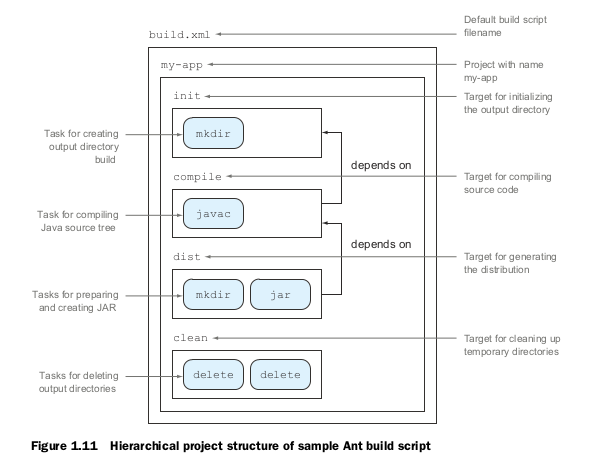 Default build script
filename
build.xml
my-app
Project with name
my-app
init
Target for initializing
the output directory
Task for creating
output directory
build
mkdir
depends on
compile
Target for compiling
source code
Task for compiling
Java source tree
javac
depends on
dist
Target for generating
the distribution
Tasks for preparing
and creating JAR
mkdir
jar
clean
Target for cleaning up
temporary directories
Tasks for deleting
output directories
delete
delete
Figure 1.11 Hierarchical project structure of sample Ant build script